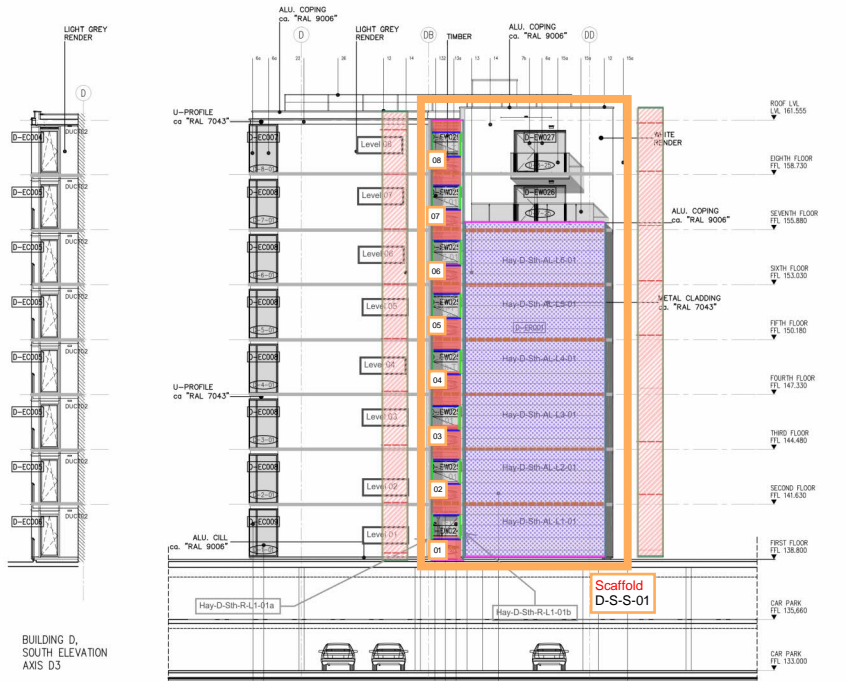 ALU. COPING
ca. "RAL 9006"
LIGHT GREY
RENDER
D
LIGHT GREY
RENDER
DB
TIMBER
ALU. COPING
ca. "RAL 9006"
DD
D
U-PROFILE
ca "RAL 7043"
ROOF LVL
LVL 161.555
D-EC004
DUCT02
D-EC007
Level 08
08
D-EW027
WHITE
RENDER
EIGHTH FLOOR
FFL 158.730
D-EC005
DUCT02
D-EC008
Level 07
07
D-EW026
ALU. COPING
ca. "RAL 9006"
SEVENTH FLOOR
FFL 155.880
D-EC005
DUCT02
D-EC008
Level 06
06
Hay-D-Sth-AL-L6-01
SIXTH FLOOR
FFL 153.030
D-EC005
DUCT02
D-EC008
Level 05
05
Hay-D-Sth-AL-L5-01
METAL CLADDING
ca. "RAL 7043"
FIFTH FLOOR
FFL 150.180
D-EC005
DUCT02
D-EC008
Level 04
04
Hay-D-Sth-AL-L4-01
U-PROFILE
ca "RAL 7043"
FOURTH FLOOR
FFL 147.330
D-EC005
DUCT02
D-EC008
Level 03
03
Hay-D-Sth-AL-L3-01
THIRD FLOOR
FFL 144.480
D-EC005
DUCT02
D-EC008
Level 02
02
Hay-D-Sth-AL-L2-01
SECOND FLOOR
FFL 141.630
D-EC006
DUCT02
D-EC009
Level 01
01
Hay-D-Sth-AL-L1-01
ALU. CILL
ca. "RAL 9006"
FIRST FLOOR
FFL 138.800
Scaffold
D-S-S-01
Hay-D-Sth-R-L1-01a
Hay-D-Sth-R-L1-01b
CAR PARK
FFL 135,660
BUILDING D,
SOUTH ELEVATION
AXIS D3
CAR PARK
FFL 133.000